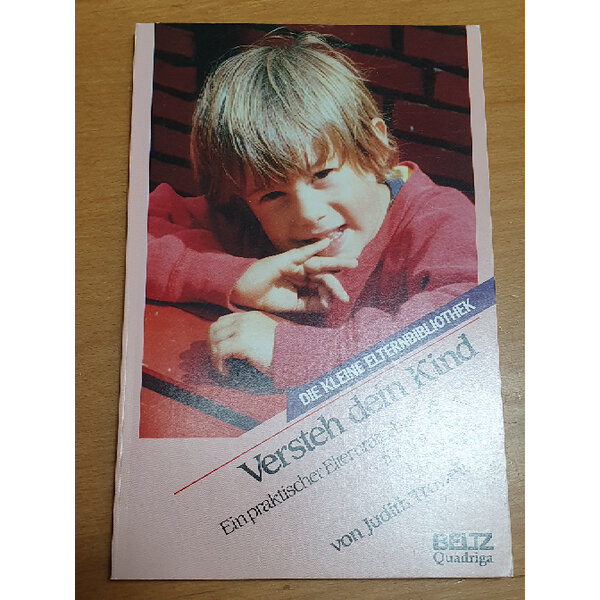 DIE KLEINE ELTERNBIBLIOTHEK
Versteh dein Kind
Ein praktischer
von Judith
BELTZ
Quadriga